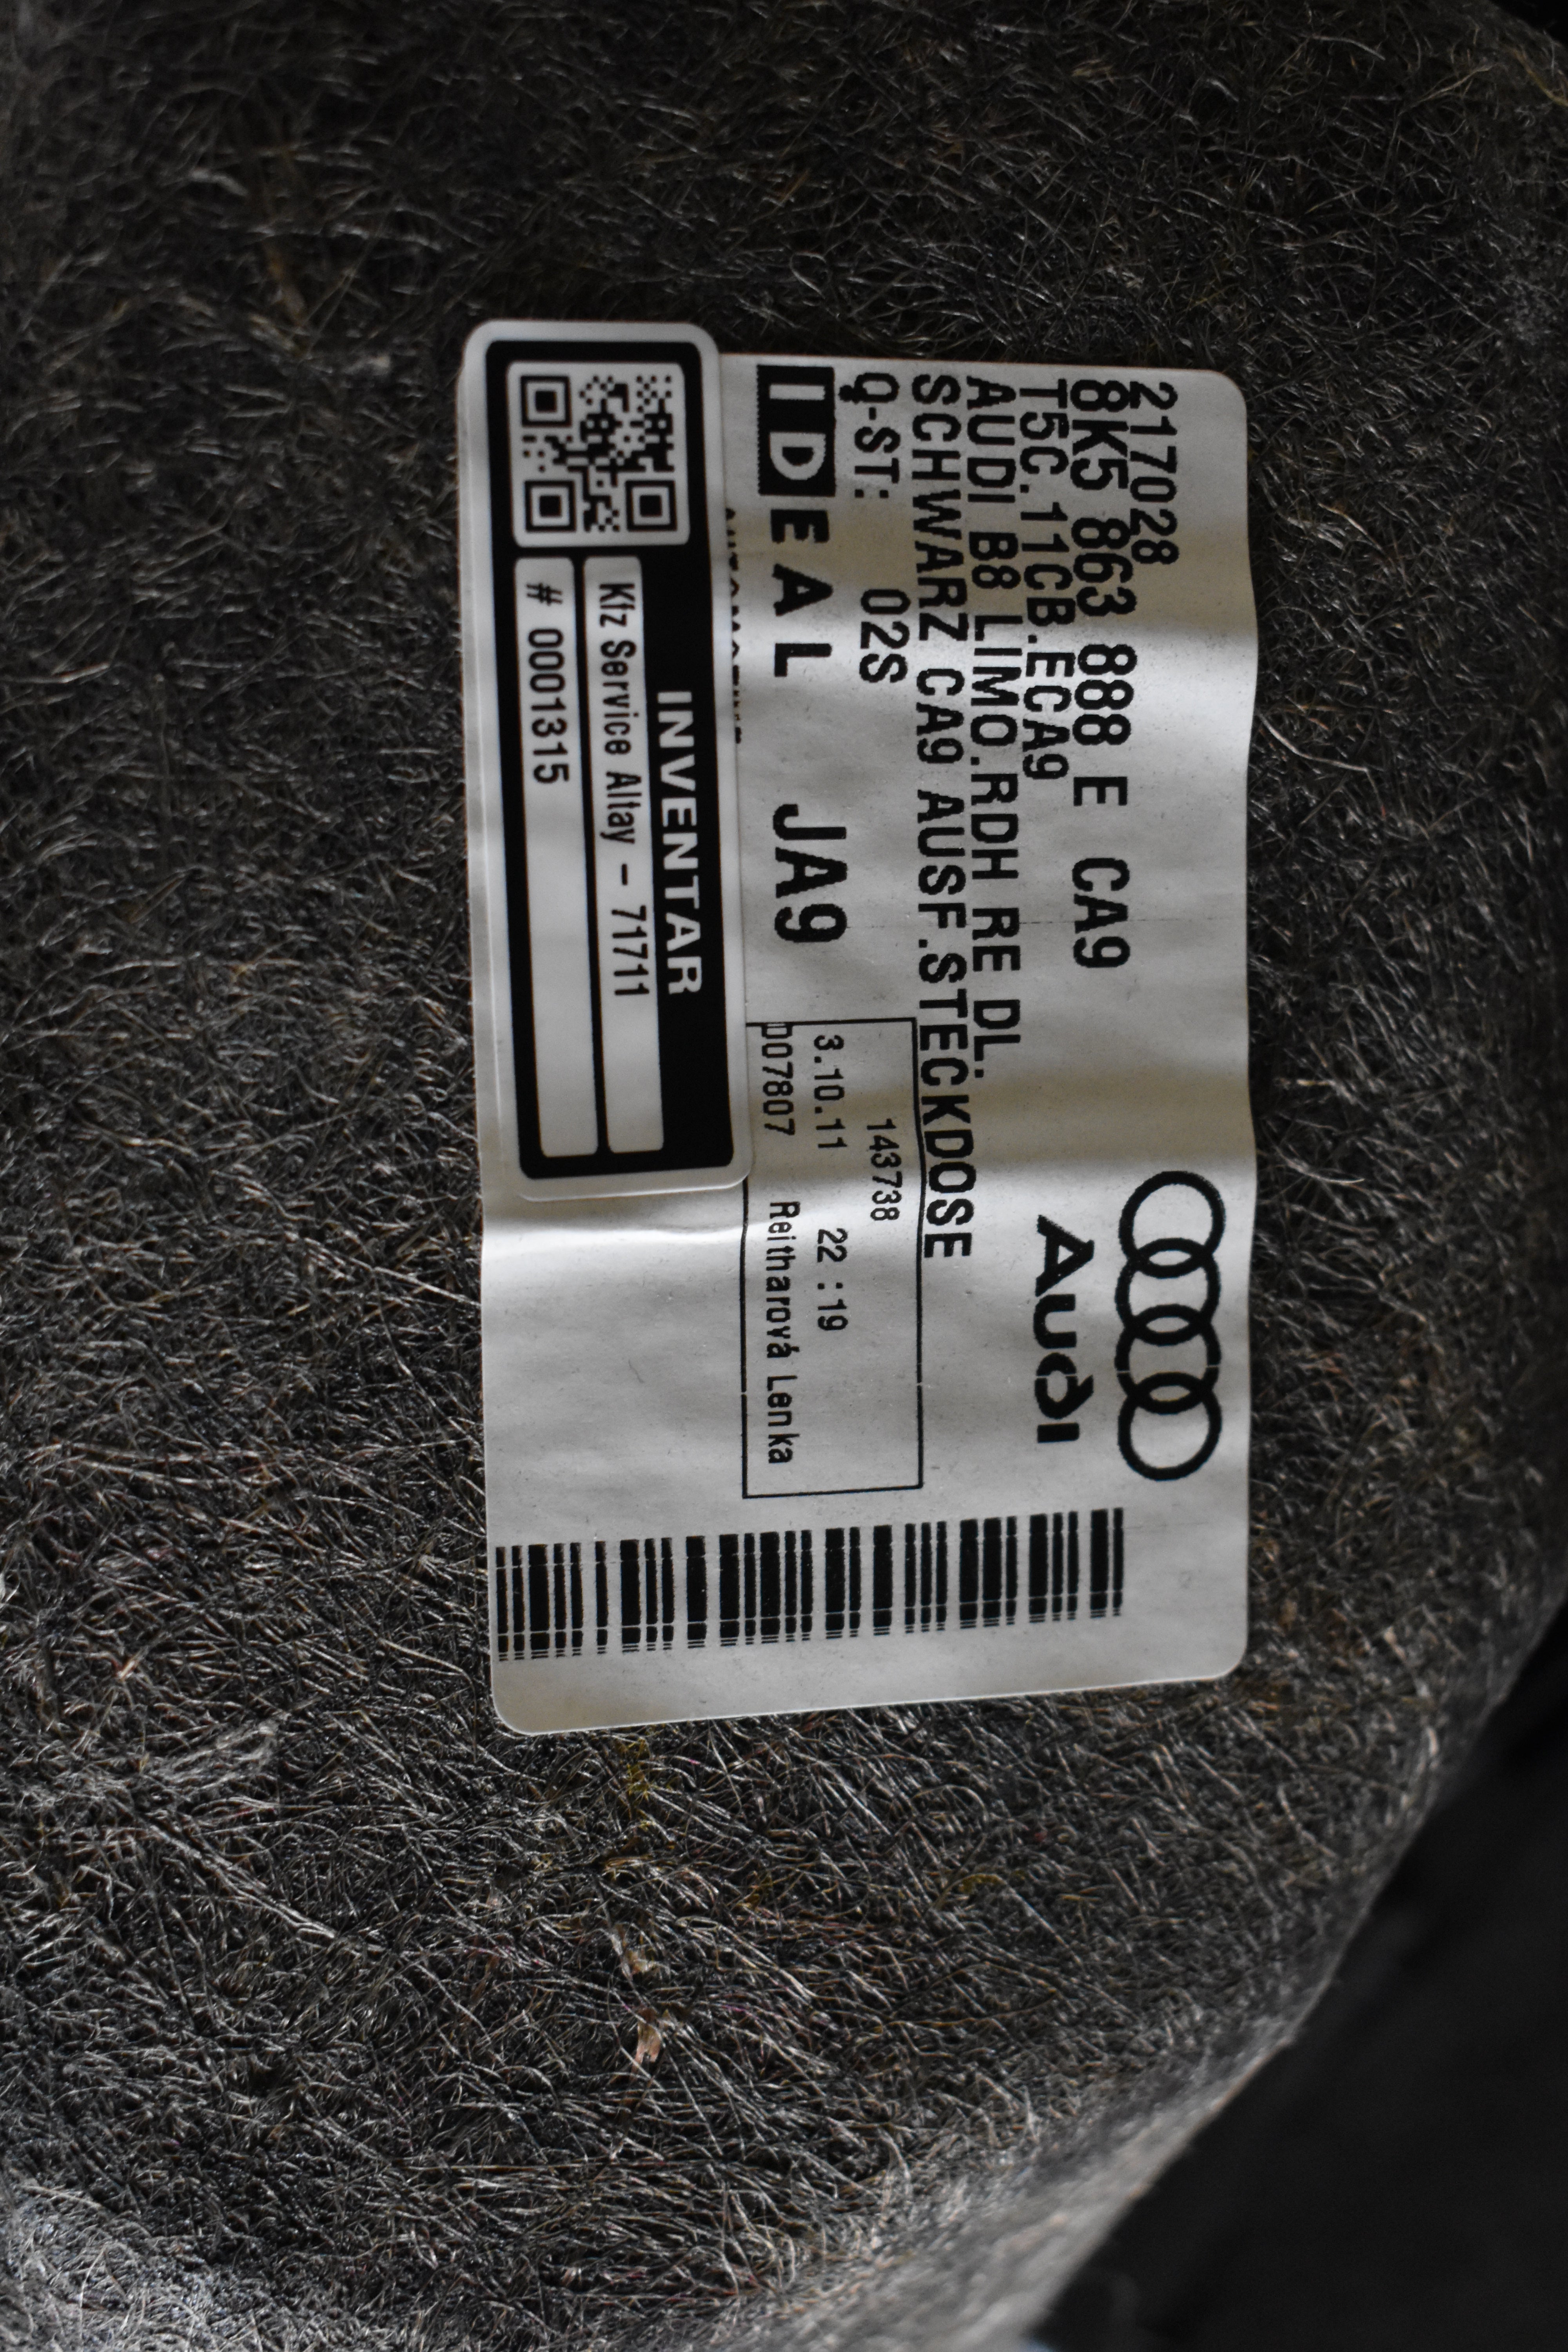 217028
8K5 863 888 E CA9
T5C.11CB.ECA9
AUDI B8 LIMO.RDH RE DL.
SCHWARZ CA9 AUSF.STECKDOSE
Q-ST: 02S
Audi
IDEAL JA9
143738
3.10.11 22:19
D07807 Reitharová Lenka
INVENTAR
Kfz Service Altay - 71711
# 0001315